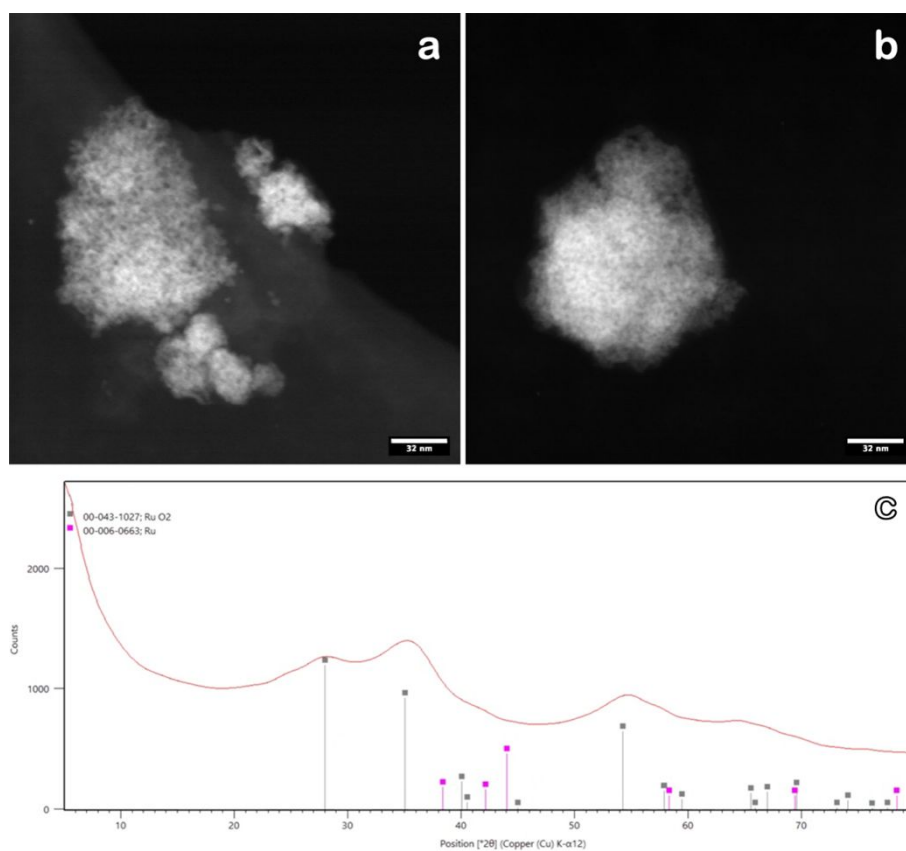 a
b
32 nm
32 nm
C
00-043-1027; Ru O2
00-006-0663; Ru
2000
1000
0
Counts
10
20
30
40
50
60
70
Position [°2θ] (Copper (Cu) K-α12)